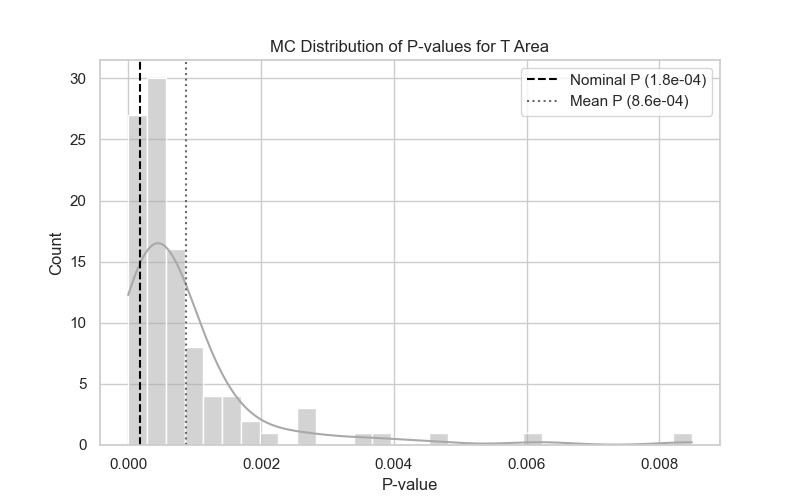 MC Distribution of P-values for T Area
Nominal P (1.8e-04)
Mean P (8.6e-04)
30
25
20
15
10
5
0
Count
0.000
0.002
0.004
0.006
0.008
P-value